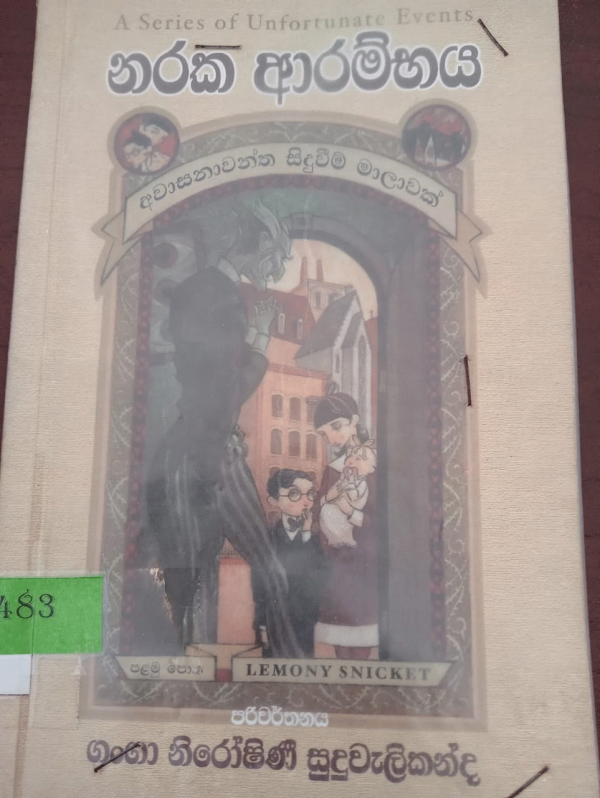 A Series of Unfortunate Events
නරක ආරම්භය
අවාසනාවන්ත සිදුවීම් මාලාවක්
පළමු පොත
LEMONY SNICKET
483
පරිවර්තනය
ගංගා නිරෝෂිණී සුදුවැලිකන්ද